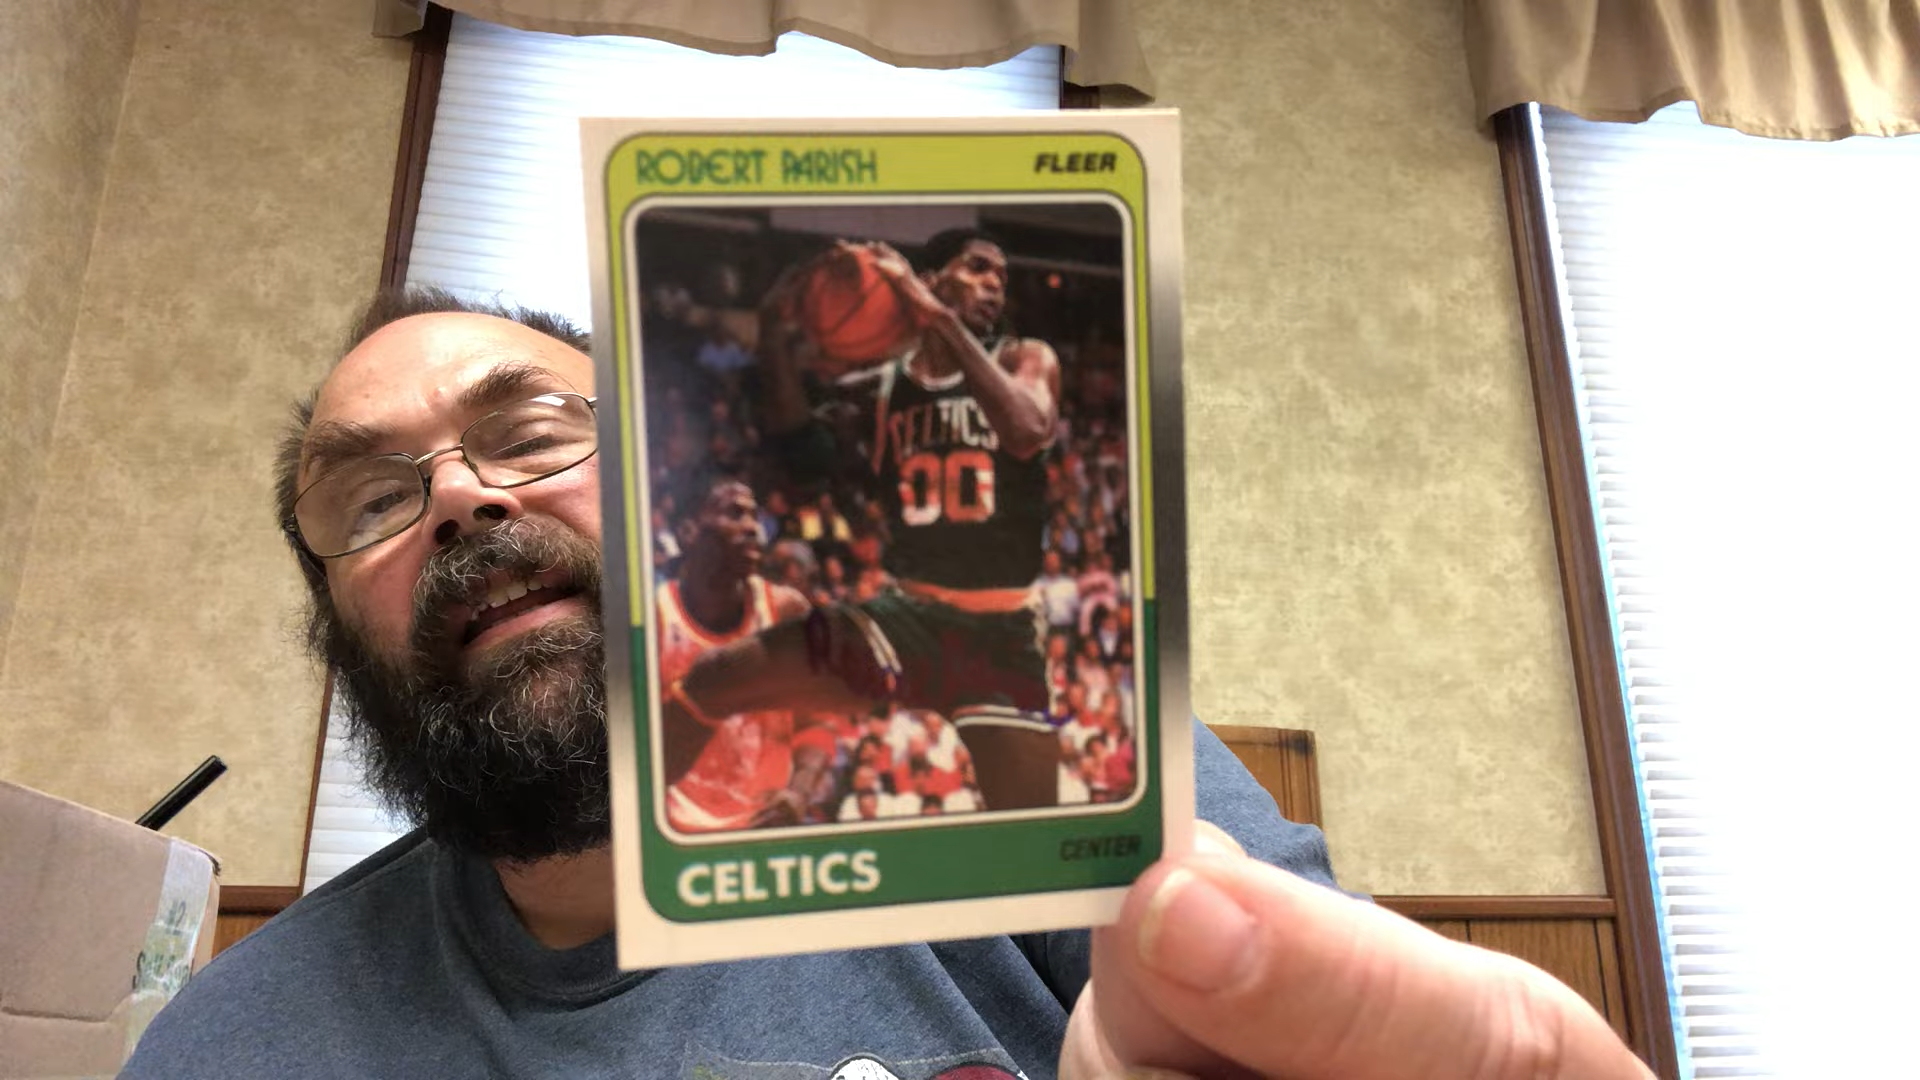 ROBERT PARISH
FLEER
CELTICS
00
CELTICS
CENTER